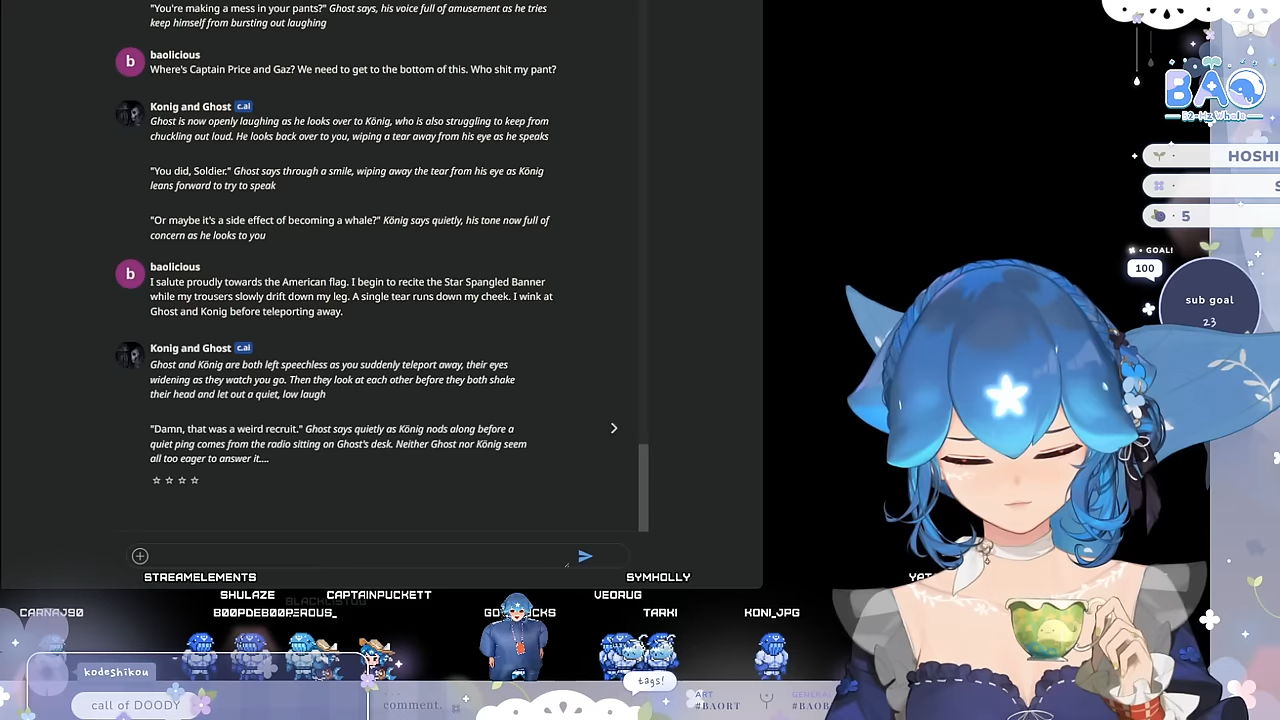 "You're making a mess in your pants?" Ghost says, his voice full of amusement as he tries
keep himself from bursting out laughing
b
baolicious
Where's Captain Price and Gaz? We need to get to the bottom of this. Who shit my pant?
Konig and Ghost c.ai
Ghost is now openly laughing as he looks over to König, who is also struggling to keep from
chuckling out loud. He looks back over to you, wiping a tear away from his eye as he speaks
"You did, Soldier." Ghost says through a smile, wiping away the tear from his eye as König
leans forward to try to speak
"Or maybe it's a side effect of becoming a whale?" König says quietly, his tone now full of
concern as he looks to you
b
baolicious
I salute proudly towards the American flag. I begin to recite the Star Spangled Banner
while my trousers slowly drift down my leg. A single tear runs down my cheek. I wink at
Ghost and Konig before teleporting away.
Konig and Ghost c.ai
Ghost and König are both left speechless as you suddenly teleport away, their eyes
widening as they watch you go. Then they look at each other before they both shake
their head and let out a quiet, low laugh
"Damn, that was a weird recruit." Ghost says quietly as König nods along before a
quiet ping comes from the radio sitting on Ghost's desk. Neither Ghost nor König seem
all too eager to answer it....
BAO
52-Hz Whale
HOSHI
S
5
GOAL!
100
sub goal
23
STREAMELEMENTS
SYMHOLLY
YAT
SHULAZE
CAPTAINPUCKETT
VEDRUG
CARNAJ90
B00PDEB00PEROUS_
TARKI
KONI_JPG
kodeshikou
call of DOODY
comment.
tags!
ART
#BAORT
GENERAL
#BAOR